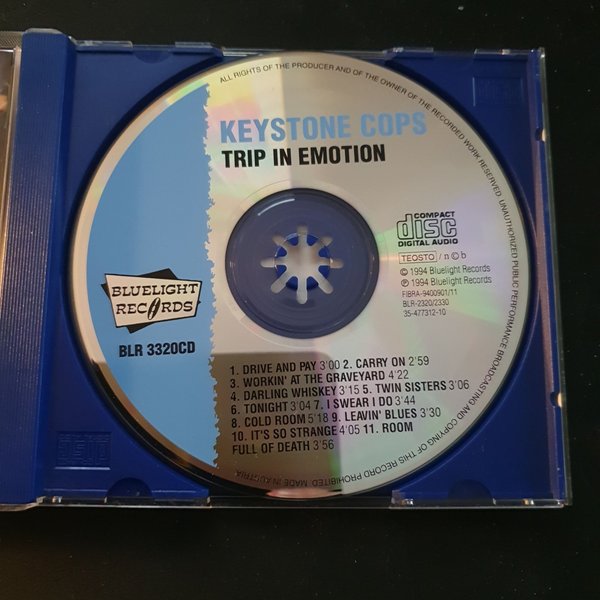 ALL RIGHTS OF THE PRODUCER AND OF THE OWNER OF THE RECORDED WORK RESERVED. UNAUTHORIZED PUBLIC PERFORMANCE BROADCASTING AND COPYING OF THIS RECORD PROHIBITED. MADE IN AUSTRIA
KEYSTONE COPS
TRIP IN EMOTION
COMPACT
disc
DIGITAL AUDIO
TEOSTO / n©b
© 1994 Bluelight Records
℗ 1994 Bluelight Records
FIBRA-9400901/11
BLR-2320/2330
35-477312-10
BLUELIGHT
RECORDS
BLR 3320CD
1. DRIVE AND PAY 3'00 2. CARRY ON 2'59
3. WORKIN' AT THE GRAVEYARD 4'22
4. DARLING WHISKEY 3'15 5. TWIN SISTERS 3'06
6. TONIGHT 3'04 7. I SWEAR I DO 3'44
8. COLD ROOM 5'18 9. LEAVIN' BLUES 3'30
10. IT'S SO STRANGE 4'05 11. ROOM
FULL OF DEATH 3'56